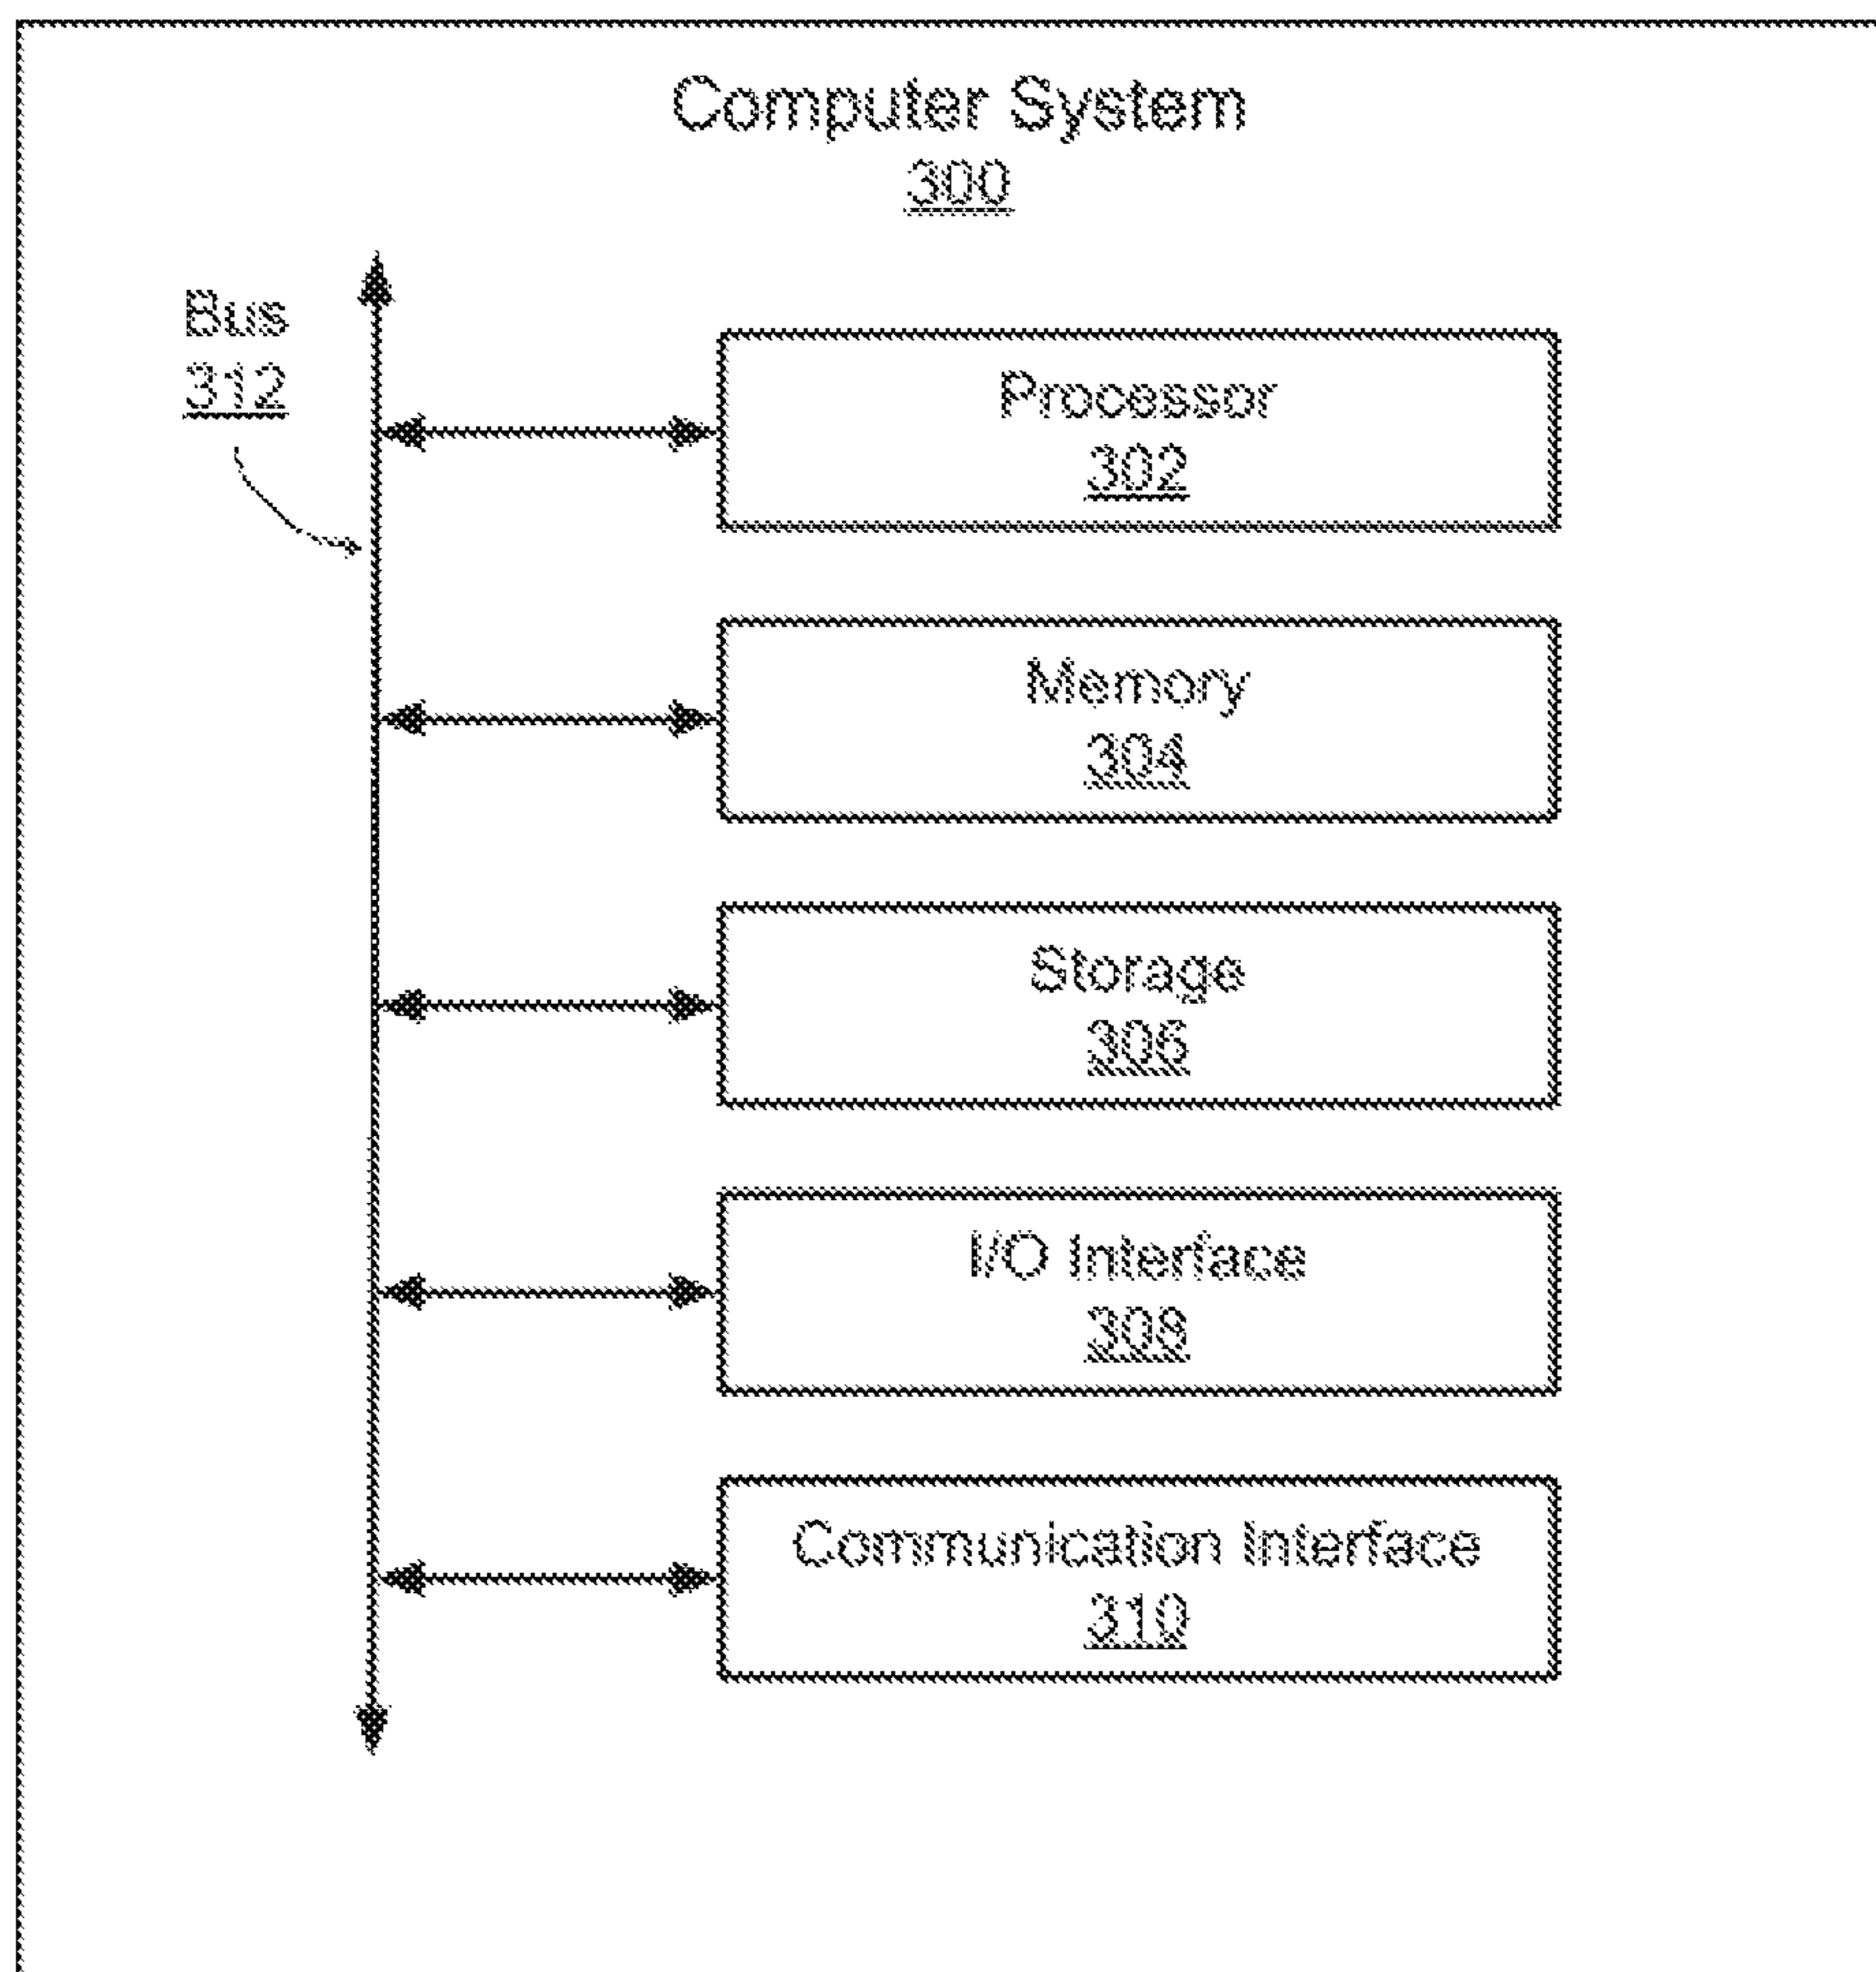 Computer System
300
Bus
312
Processor
302
Memory
304
Storage
306
I/O Interface
308
Communication Interface
310